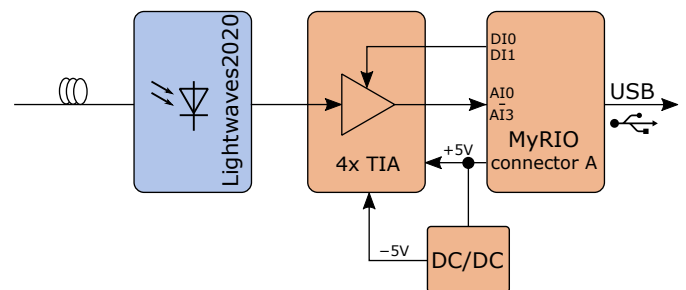 Lightwaves2020
4x TIA
DI0
DI1
AI0
-
AI3
MyRIO
connector A
USB
+5V
−5V
DC/DC